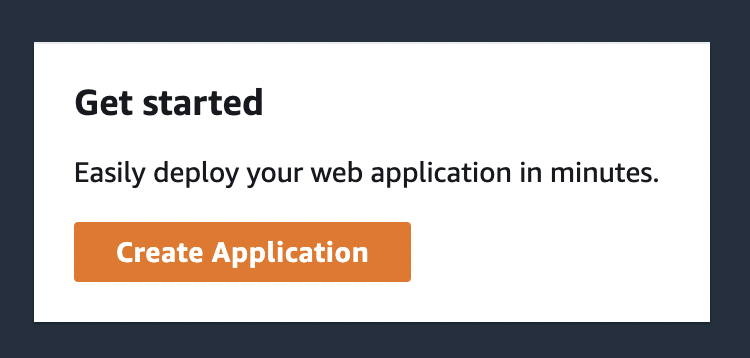 Get started
Easily deploy your web application in minutes.
Create Application